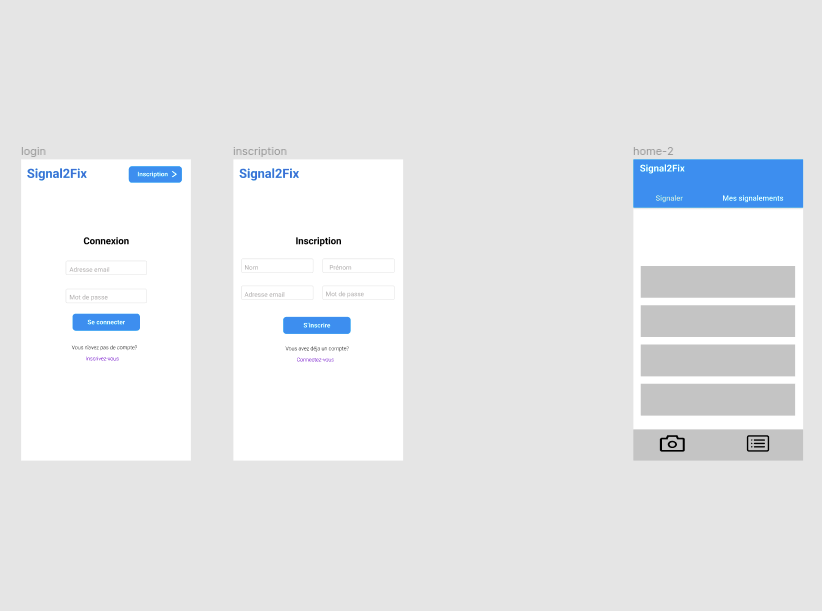 login
Signal2Fix
Inscription
Connexion
Adresse email
Mot de passe
Se connecter
Vous n'avez pas de compte?
Inscrivez-vous
inscription
Signal2Fix
Inscription
Nom
Prénom
Adresse email
Mot de passe
S'inscrire
Vous avez déja un compte?
Connectez-vous
home-2
Signal2Fix
Signaler
Mes signalements